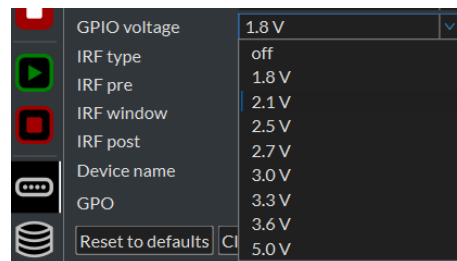 GPIO voltage 1.8 V
IRF type off
IRF pre 1.8 V
2.1 V
IRF window 2.5 V
IRF post 2.7 V
Device name 3.0 V
GPO 3.3 V
3.6 V
Reset to defaults Cl 5.0 V